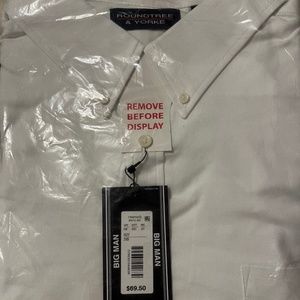 ROUNDTREE
& YORKE
REMOVE
BEFORE
DISPLAY
BIG MAN
BIG MAN
$69.50